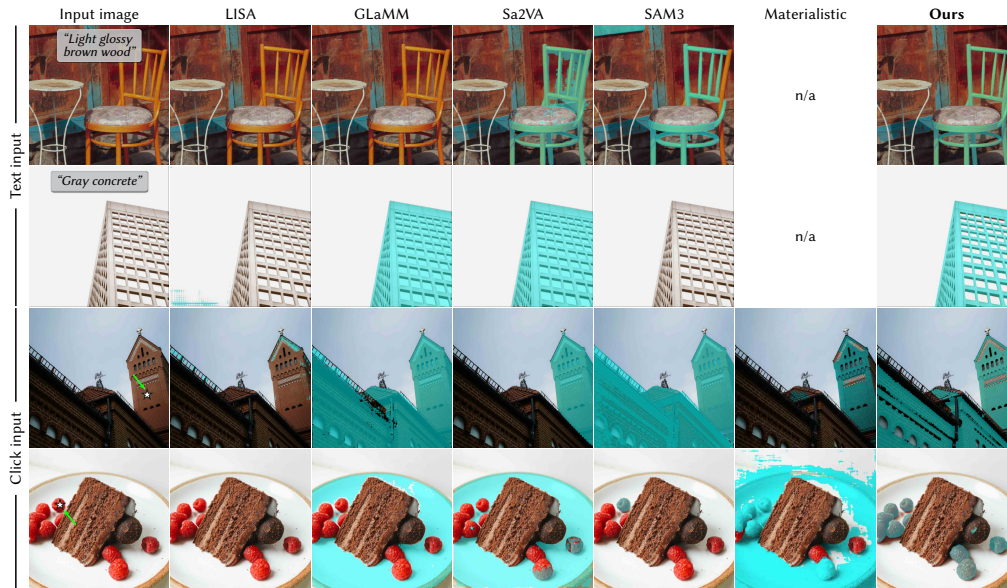 Input image LISA GLaMM Sa2VA SAM3 Materialistic Ours
Text input
“Light glossy
brown wood”
n/a
“Gray concrete”
n/a
Click input